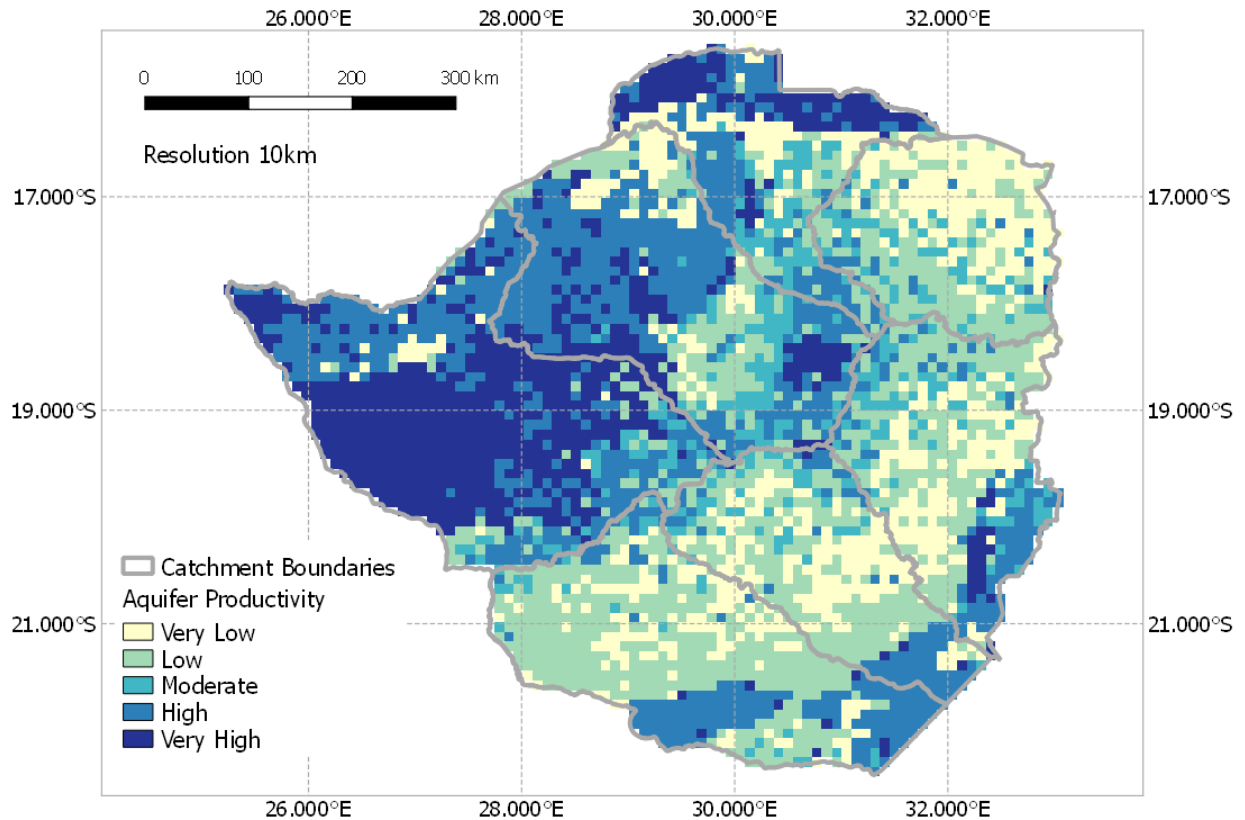 26.000°E 28.000°E 30.000°E 32.000°E
0 100 200 300 km
Resolution 10km
17.000°S 17.000°S
19.000°S 19.000°S
Catchment Boundaries
Aquifer Productivity
21.000°S 21.000°S
Very Low
Low
Moderate
High
Very High
26.000°E 28.000°E 30.000°E 32.000°E